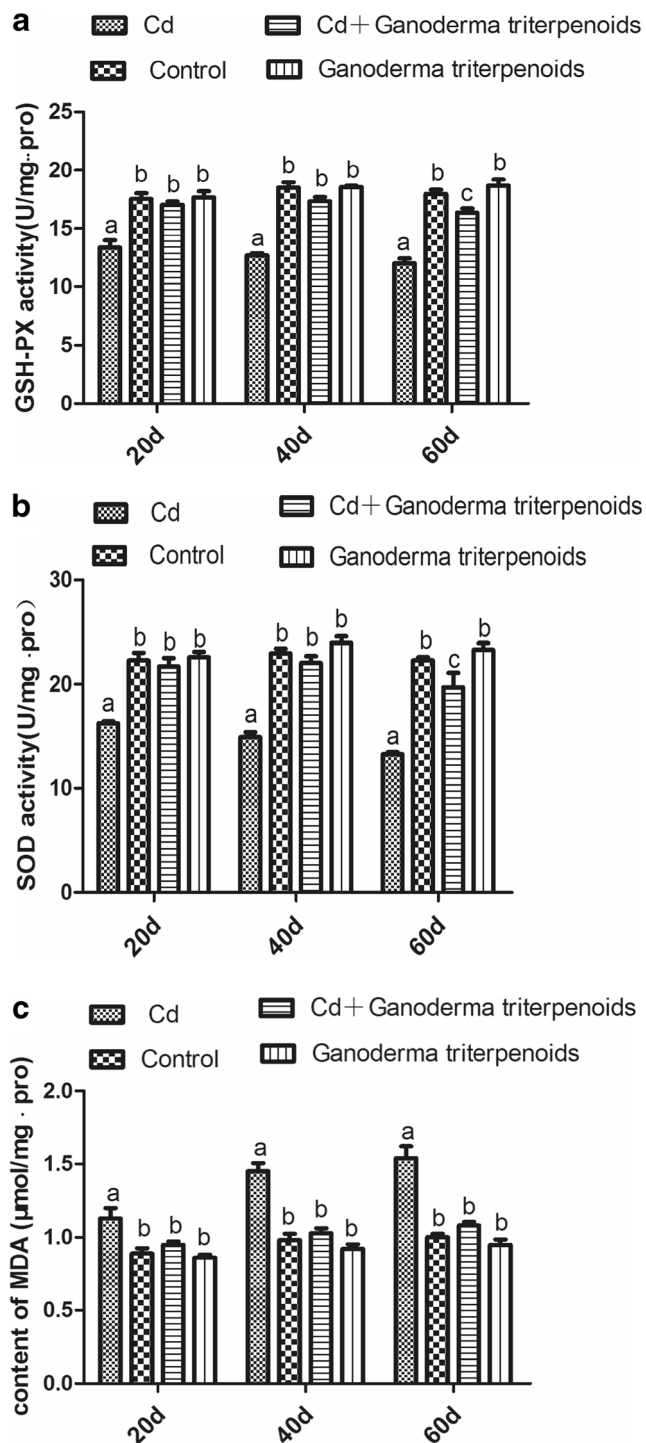 a
Cd
Cd+Ganoderma triterpenoids
Control
Ganoderma triterpenoids
GSH-PX activity(U/mg·pro)
25
20
15
10
5
0
a
b
b
b
a
b
b
b
a
b
c
b
20d
40d
60d
b
Cd
Cd+Ganoderma triterpenoids
Control
Ganoderma triterpenoids
SOD activity(U/mg ·pro)
30
20
10
0
a
b
b
b
a
b
b
b
a
b
c
b
20d
40d
60d
c
Cd
Cd+Ganoderma triterpenoids
Control
Ganoderma triterpenoids
content of MDA (μmol/mg · pro)
2.0
1.5
1.0
0.5
0.0
a
b
b
b
a
b
b
b
a
b
b
b
20d
40d
60d